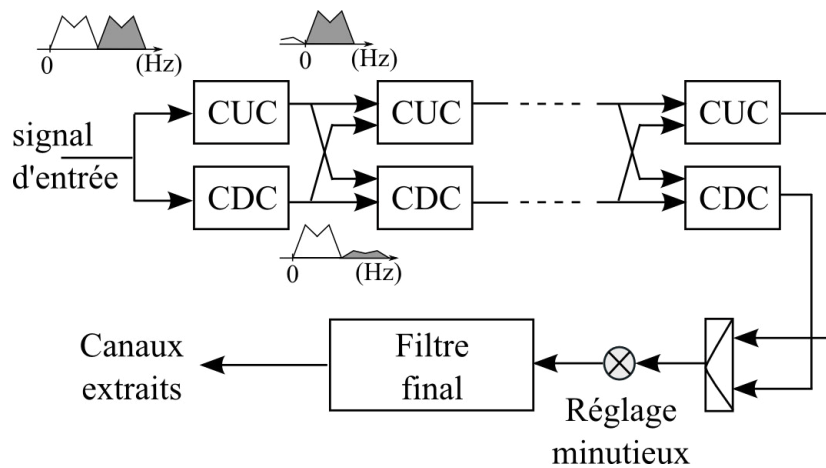 0
(Hz)
0
(Hz)
signal
d'entrée
CUC
CUC
CUC
CDC
CDC
CDC
0
(Hz)
Canaux
extraits
Filtre
final
Réglage
minutieux